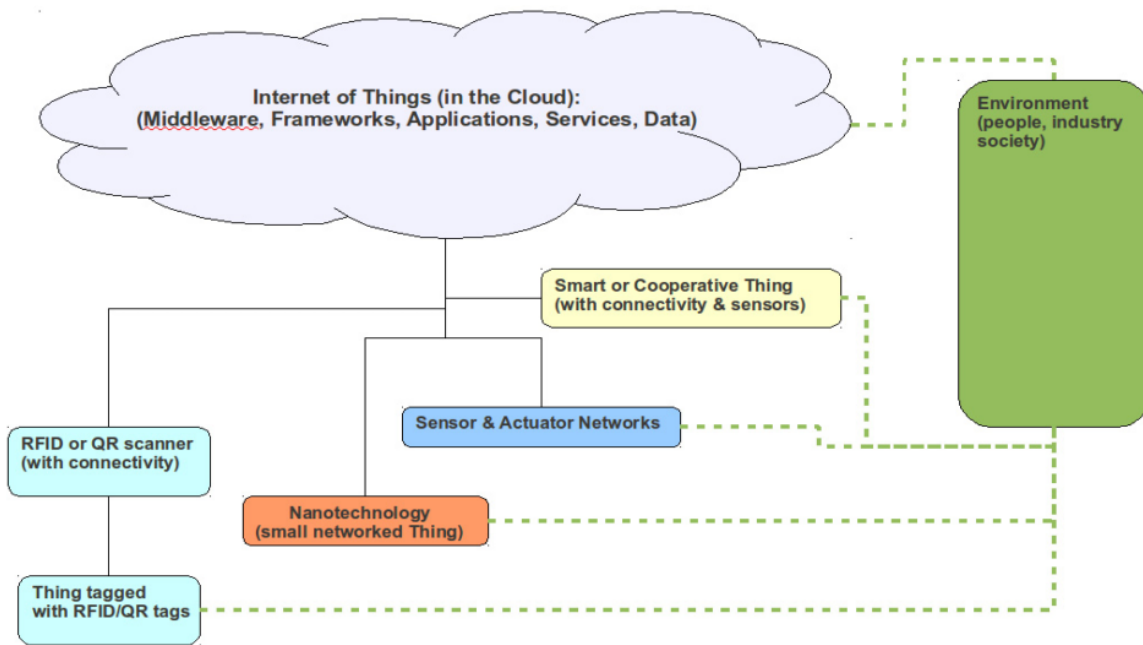 Internet of Things (in the Cloud):
(Middleware, Frameworks, Applications, Services, Data)
Environment
(people, industry
society)
Smart or Cooperative Thing
(with connectivity & sensors)
Sensor & Actuator Networks
RFID or QR scanner
(with connectivity)
Nanotechnology
(small networked Thing)
Thing tagged
with RFID/QR tags